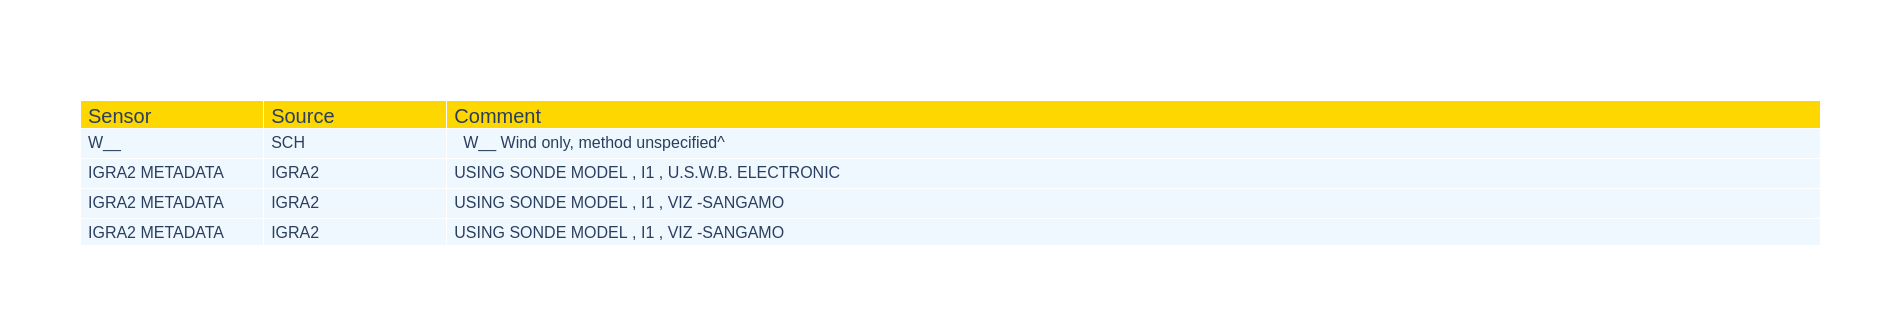 Sensor Source Comment
W__ SCH W__ Wind only, method unspecified^
IGRA2 METADATA IGRA2 USING SONDE MODEL , I1 , U.S.W.B. ELECTRONIC
IGRA2 METADATA IGRA2 USING SONDE MODEL , I1 , VIZ -SANGAMO
IGRA2 METADATA IGRA2 USING SONDE MODEL , I1 , VIZ -SANGAMO